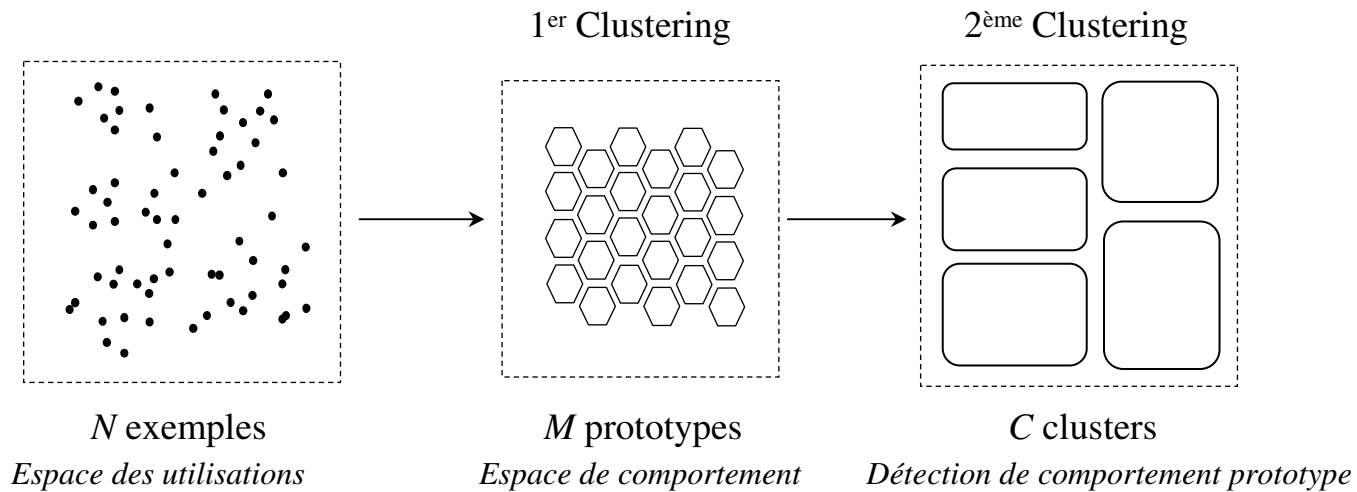 1er Clustering
2ème Clustering
N exemples
M prototypes
C clusters
Espace des utilisations
Espace de comportement
Détection de comportement prototype